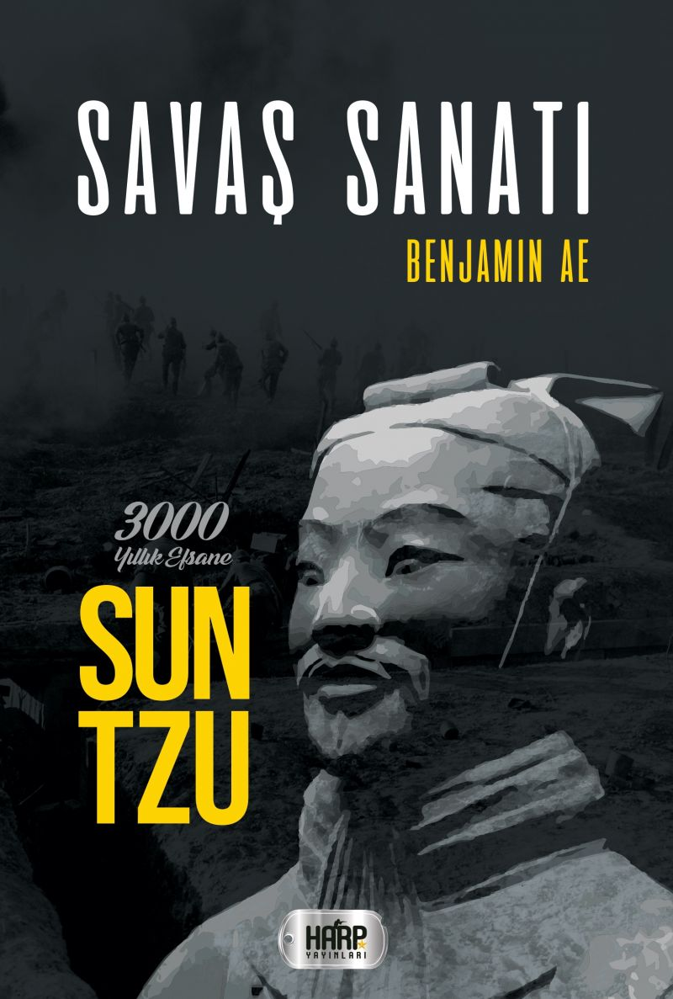 SAVAŞ SANATI
BENJAMIN AE
3000
Yıllık Efsane
SUN
TZU
HARP
YAYINLARI